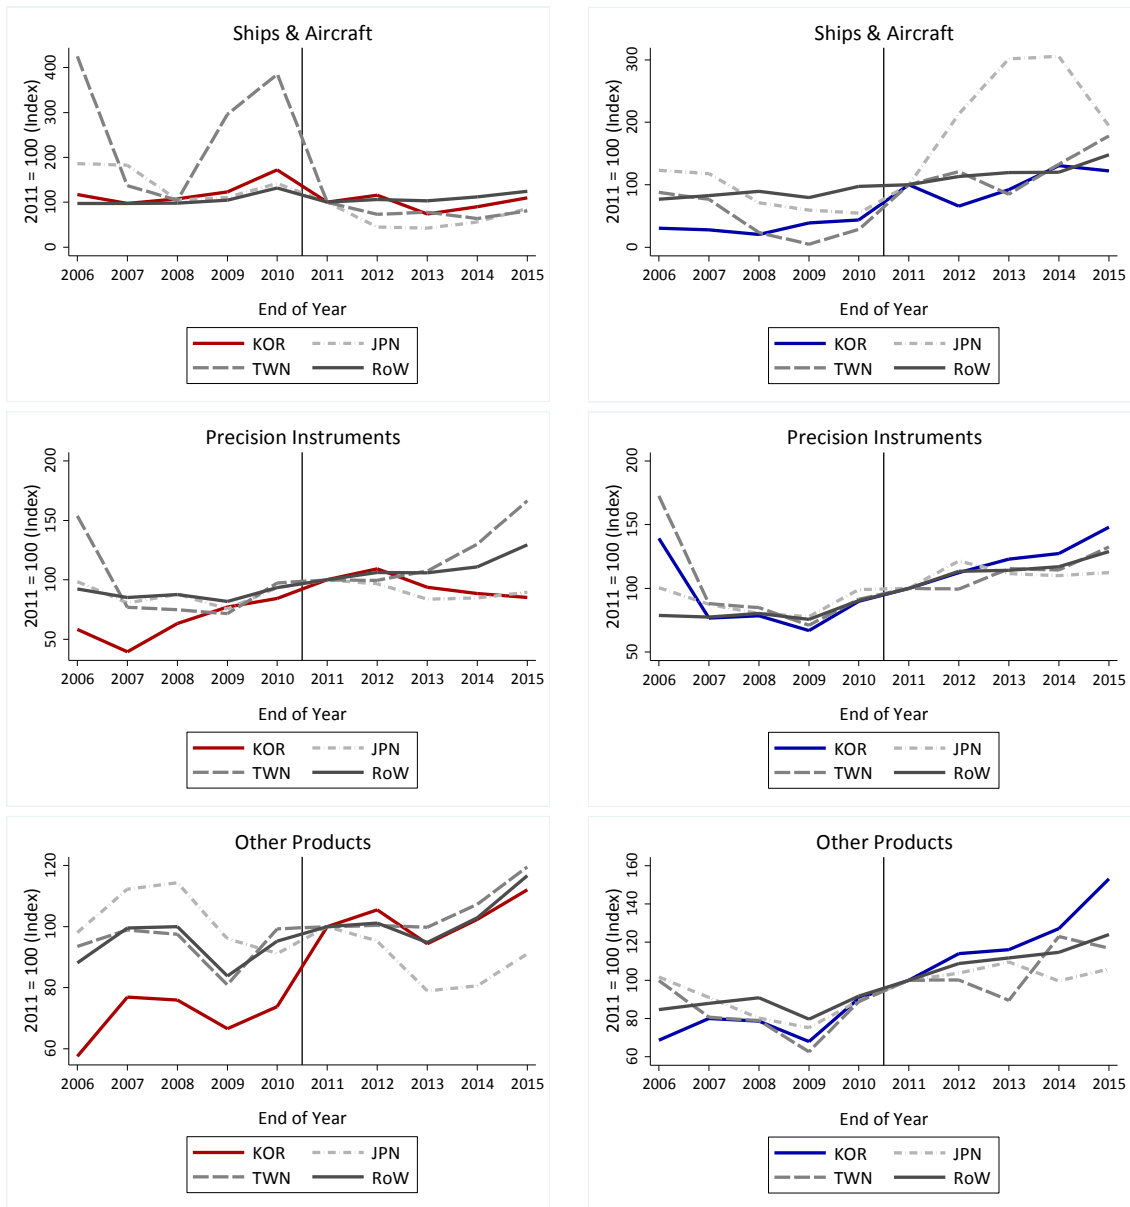 Ships & Aircraft
2011 = 100 (Index)
400
300
200
100
0
2006 2007 2008 2009 2010 2011 2012 2013 2014 2015
End of Year
KOR JPN
TWN RoW
Ships & Aircraft
2011 = 100 (Index)
300
200
100
0
2006 2007 2008 2009 2010 2011 2012 2013 2014 2015
End of Year
KOR JPN
TWN RoW
Precision Instruments
2011 = 100 (Index)
200
150
100
50
2006 2007 2008 2009 2010 2011 2012 2013 2014 2015
End of Year
KOR JPN
TWN RoW
Precision Instruments
2011 = 100 (Index)
200
150
100
50
2006 2007 2008 2009 2010 2011 2012 2013 2014 2015
End of Year
KOR JPN
TWN RoW
Other Products
2011 = 100 (Index)
120
100
80
60
2006 2007 2008 2009 2010 2011 2012 2013 2014 2015
End of Year
KOR JPN
TWN RoW
Other Products
2011 = 100 (Index)
160
140
120
100
80
60
2006 2007 2008 2009 2010 2011 2012 2013 2014 2015
End of Year
KOR JPN
TWN RoW